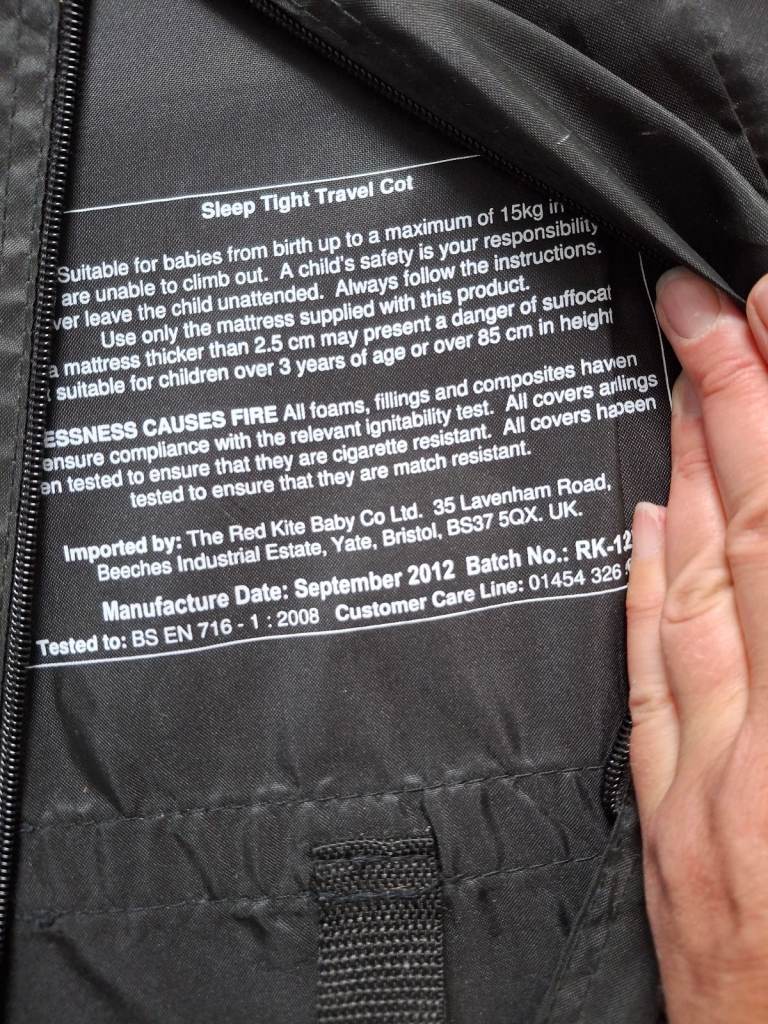 Sleep Tight Travel Cot
Suitable for babies from birth up to a maximum of 15kg in
are unable to climb out. A child's safety is your responsibility
ver leave the child unattended. Always follow the instructions.
Use only the mattress supplied with this product.
a mattress thicker than 2.5 cm may present a danger of suffocat
suitable for children over 3 years of age or over 85 cm in height
ESSNESS CAUSES FIRE All foams, fillings and composites have en
ensure compliance with the relevant ignitability test. All covers a llings
en tested to ensure that they are cigarette resistant. All covers ha been
tested to ensure that they are match resistant.
Imported by: The Red Kite Baby Co Ltd. 35 Lavenham Road,
Beeches Industrial Estate, Yate, Bristol, BS37 5QX. UK.
Manufacture Date: September 2012 Batch No.: RK-12
Tested to: BS EN 716 - 1 : 2008 Customer Care Line: 01454 326